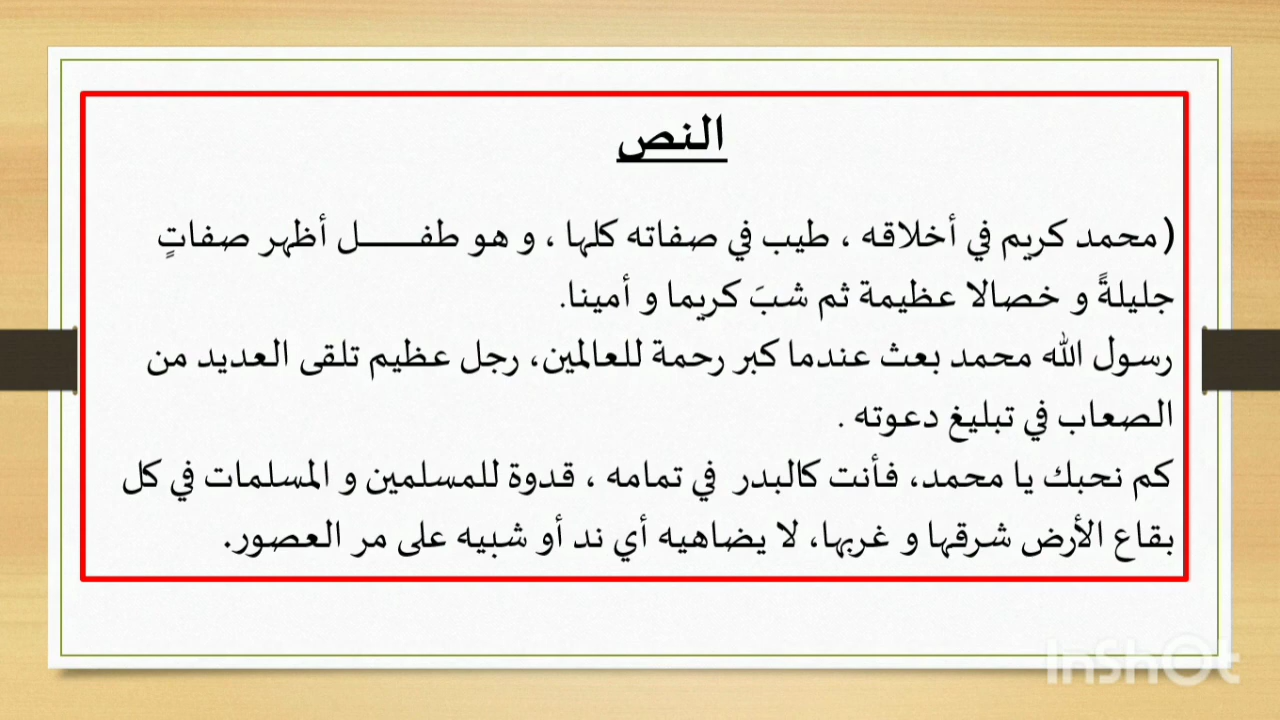 النص
(محمد كريم في أخلاقه ، طيب في صفاته كلها ، و هو طفـــــل أظهر صفاتٍ
جليلةً و خصالا عظيمة ثم شبَ كريما و أمينا.
رسول الله محمد بعث عندما كبر رحمة للعالمين، رجل عظيم تلقى العديد من
الصعاب في تبليغ دعوته .
كم نحبك يا محمد، فأنت كالبدر في تمامه ، قدوة للمسلمين و المسلمات في كل
بقاع الأرض شرقها و غربها، لا يضاهيه أي ند أو شبيه على مر العصور.
InShOt